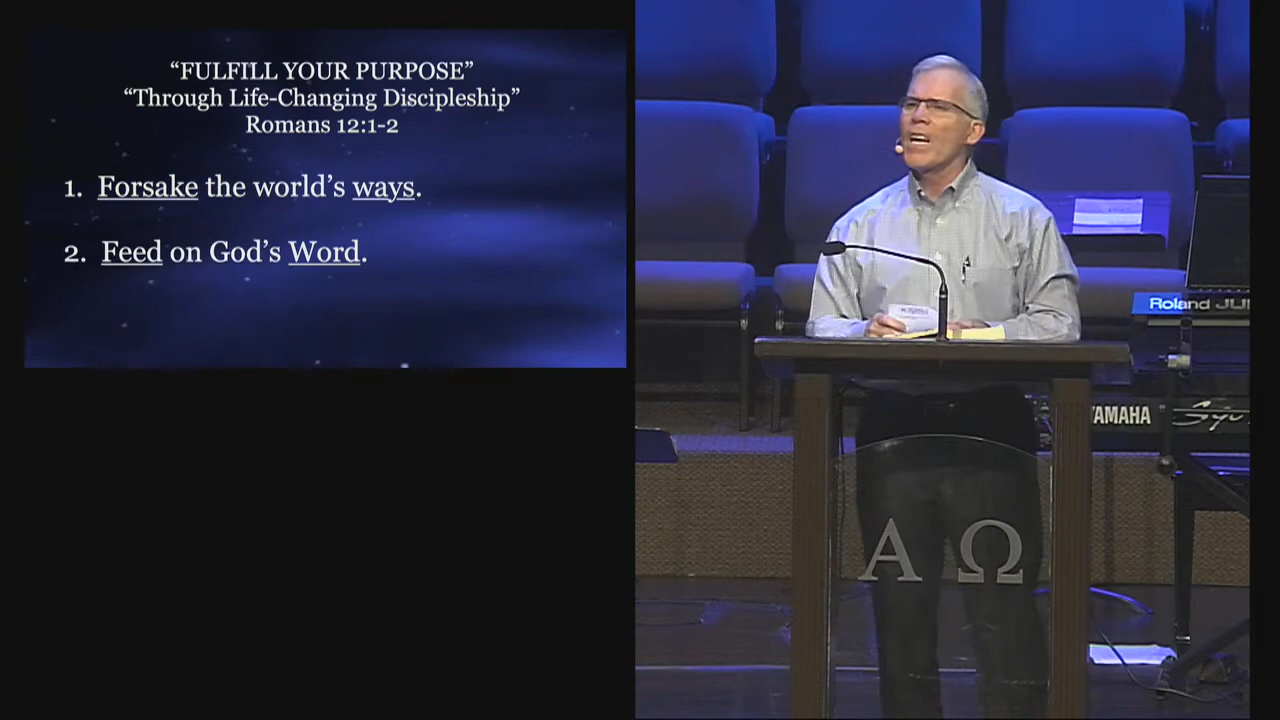 “FULFILL YOUR PURPOSE”
“Through Life-Changing Discipleship”
Romans 12:1-2
1. Forsake the world’s ways.
2. Feed on God’s Word.
Roland
YAMAHA
Α Ω